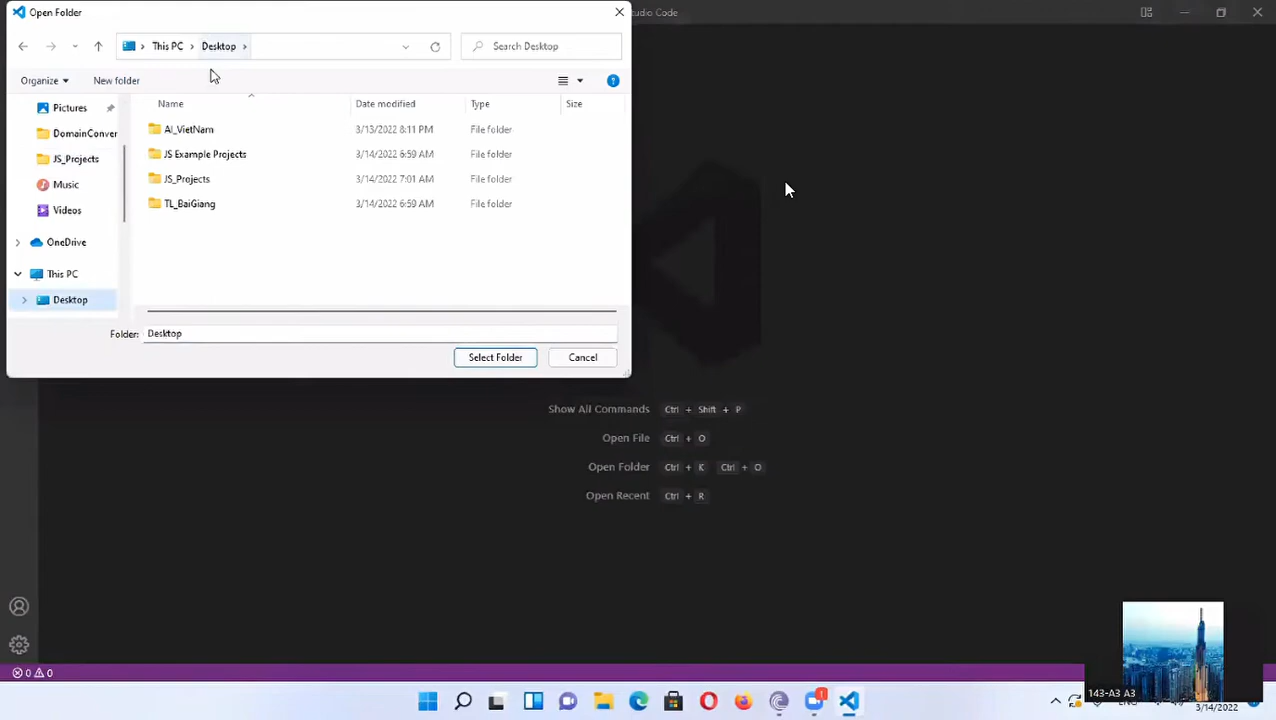 Open Folder
udio Code
This PC > Desktop >
Search Desktop
Organize
New folder
Name
Date modified
Type
Size
Pictures
DomainConver
JS_Projects
Music
Videos
OneDrive
This PC
Desktop
AI_VietNam 3/13/2022 8:11 PM File folder
JS Example Projects 3/14/2022 6:59 AM File folder
JS_Projects 3/14/2022 7:01 AM File folder
TL_BaiGiang 3/14/2022 6:59 AM File folder
Folder: Desktop
Select Folder
Cancel
Show All Commands Ctrl + Shift + P
Open File Ctrl + O
Open Folder Ctrl + K Ctrl + O
Open Recent Ctrl + R
0 0
143-A3 A3
1
ENG
3/14/2022